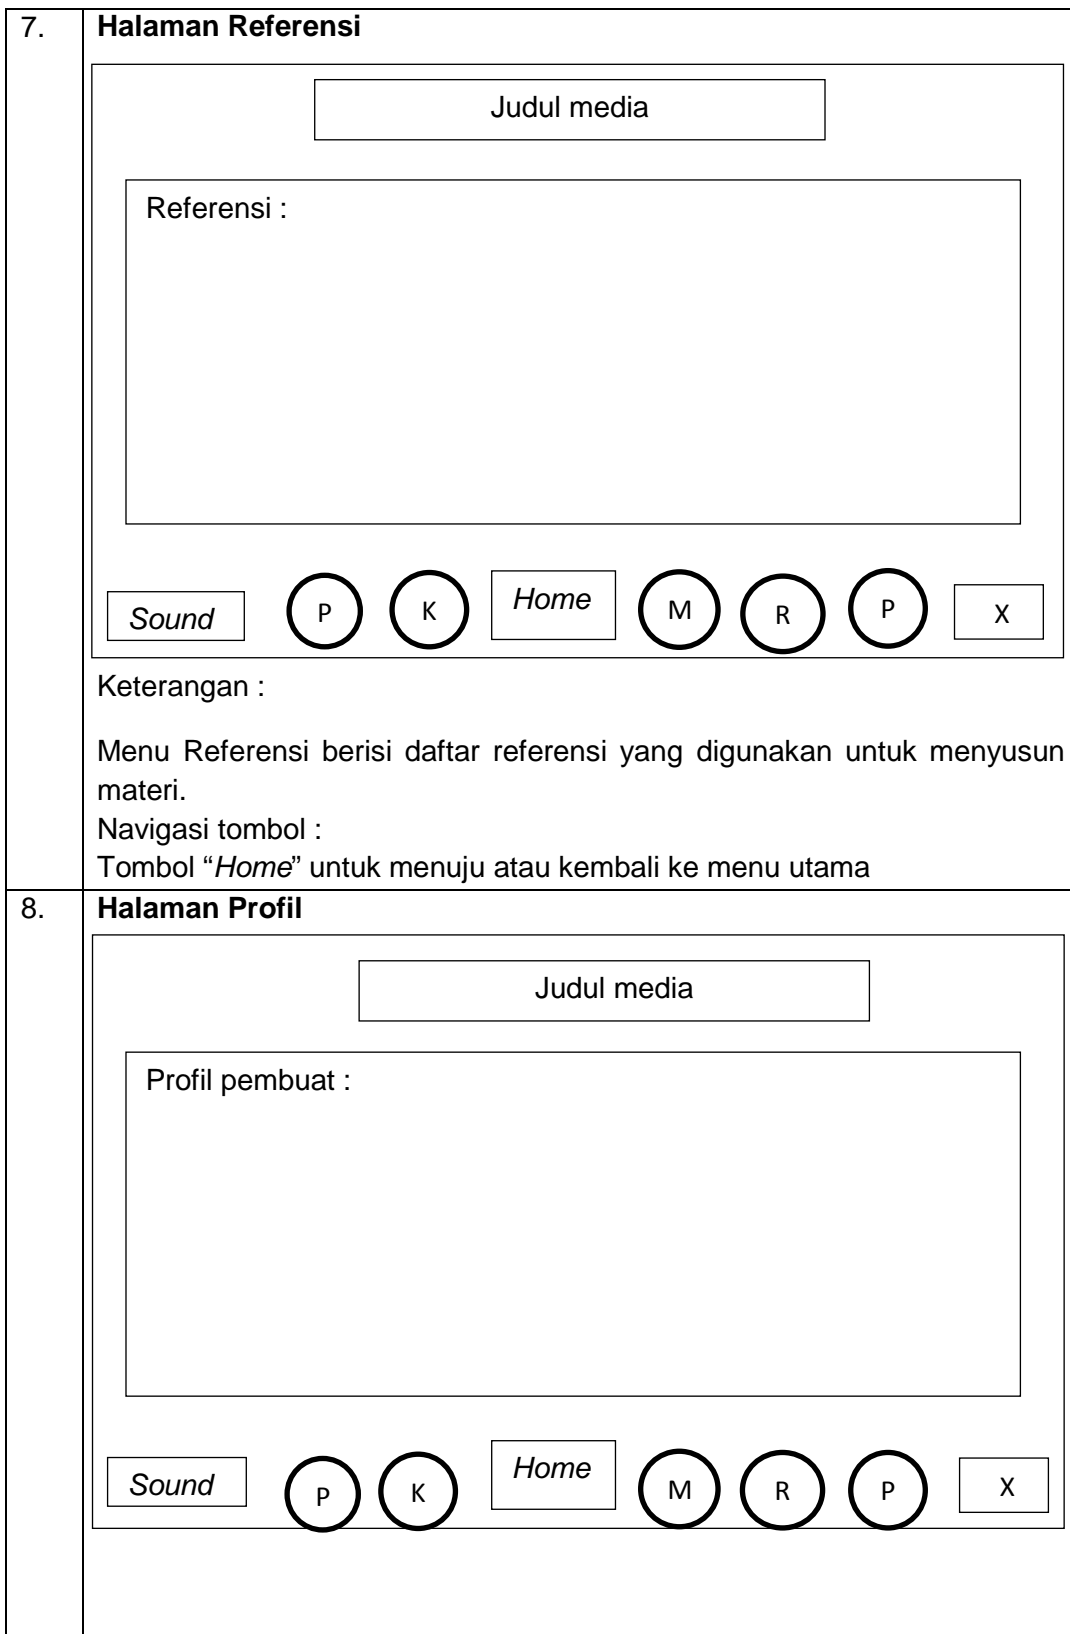 7.
Halaman Referensi
Judul media
Referensi :
Sound P K Home M R P X
Keterangan :
Menu Referensi berisi daftar referensi yang digunakan untuk menyusun
materi.
Navigasi tombol :
Tombol “Home” untuk menuju atau kembali ke menu utama
8.
Halaman Profil
Judul media
Profil pembuat :
Sound P K Home M R P X